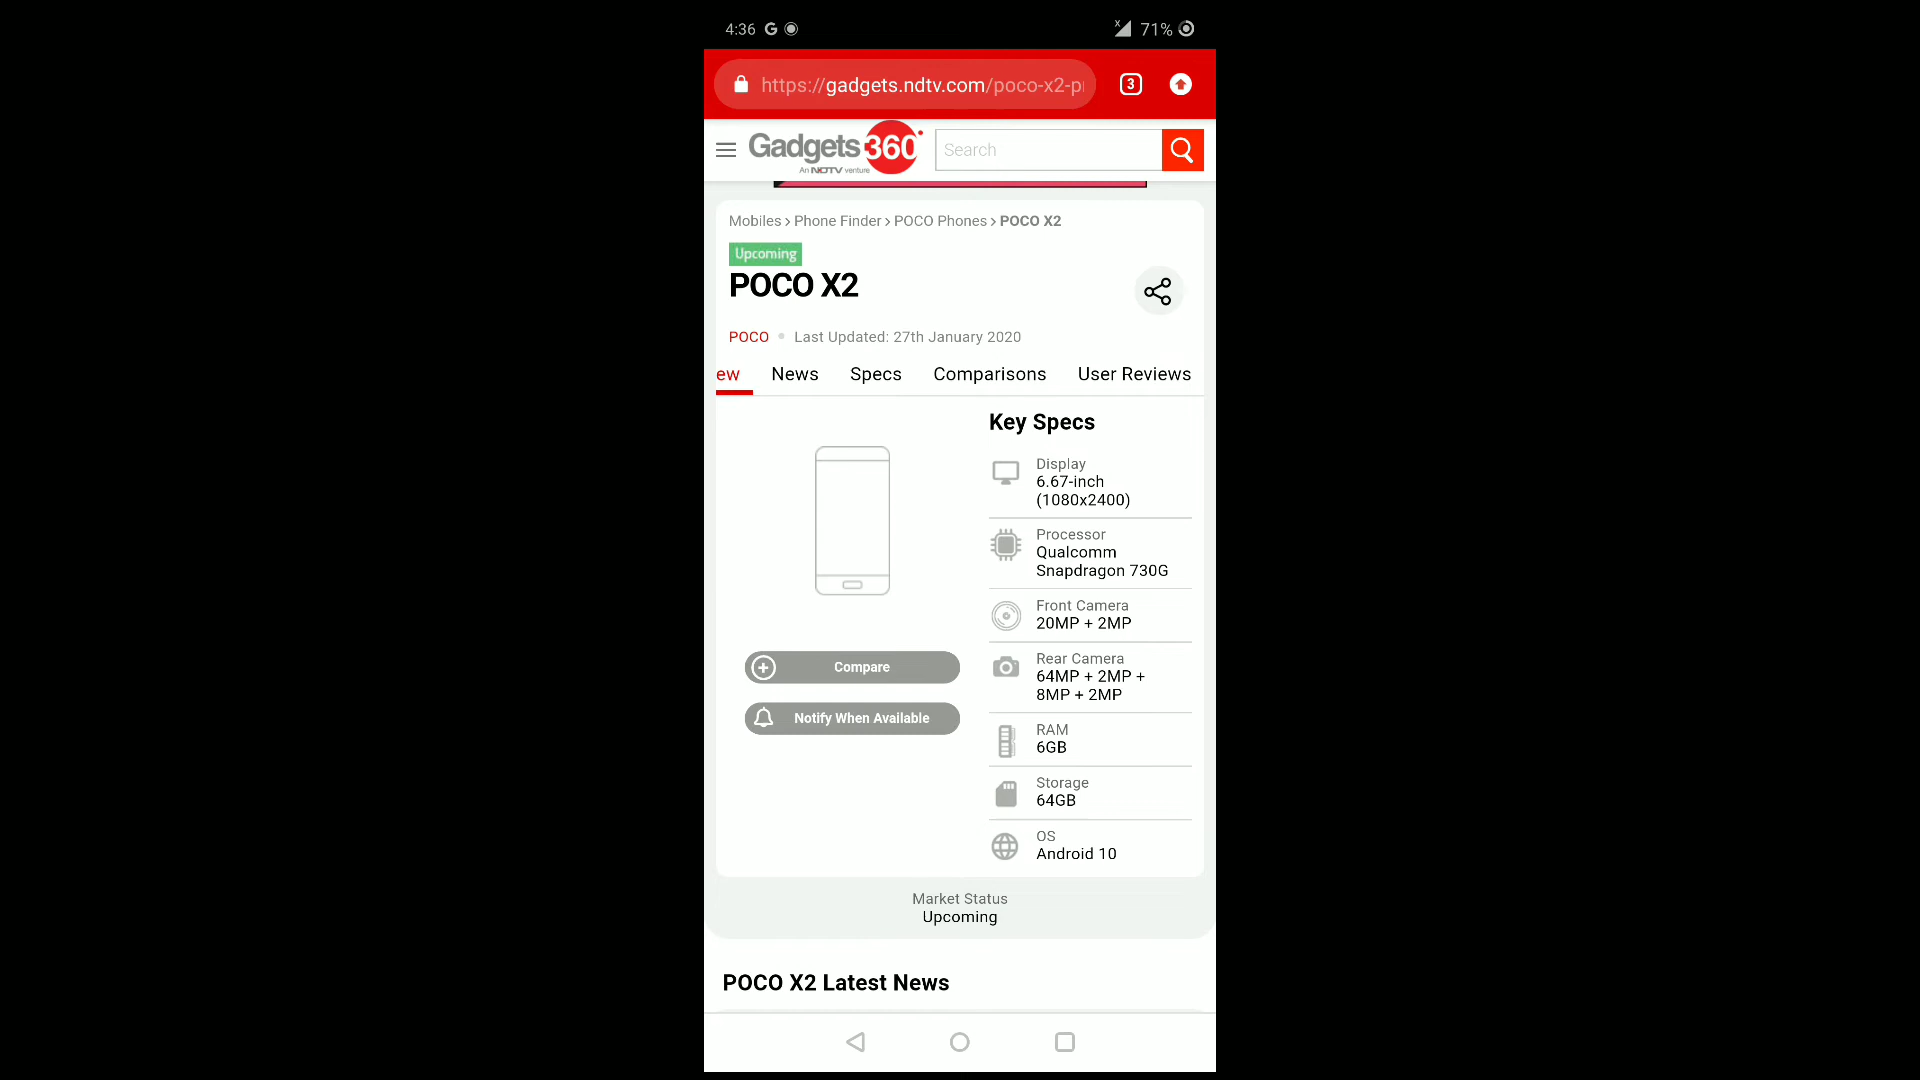 4:36 G 71%
https://gadgets.ndtv.com/poco-x2-p
3
Gadgets 360
An NDTV venture
Search
Mobiles > Phone Finder > POCO Phones > POCO X2
Upcoming
POCO X2
POCO • Last Updated: 27th January 2020
ew News Specs Comparisons User Reviews
Key Specs
Display
6.67-inch
(1080x2400)
Processor
Qualcomm
Snapdragon 730G
Front Camera
20MP + 2MP
Rear Camera
64MP + 2MP +
8MP + 2MP
RAM
6GB
Storage
64GB
OS
Android 10
Compare
Notify When Available
Market Status
Upcoming
POCO X2 Latest News